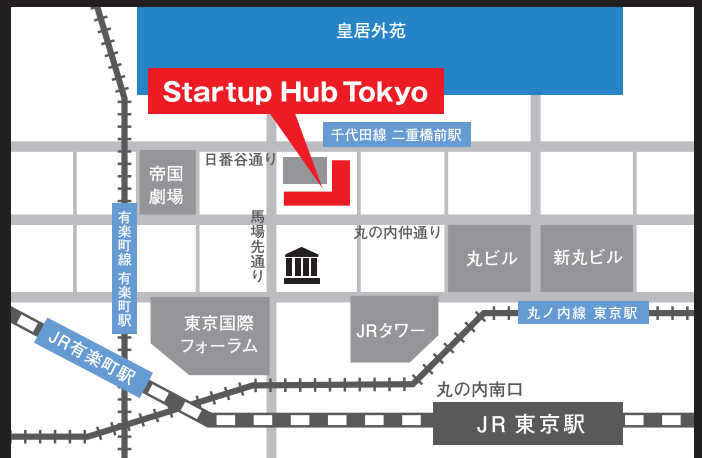 皇居外苑
Startup Hub Tokyo
千代田線 二重橋前駅
日番谷通り
帝国
劇場
有楽町線 有楽町駅
馬場先通り
丸の内仲通り
丸ビル
新丸ビル
東京国際
フォーラム
JRタワー
丸ノ内線 東京駅
JR有楽町駅
丸の内南口
JR 東京駅